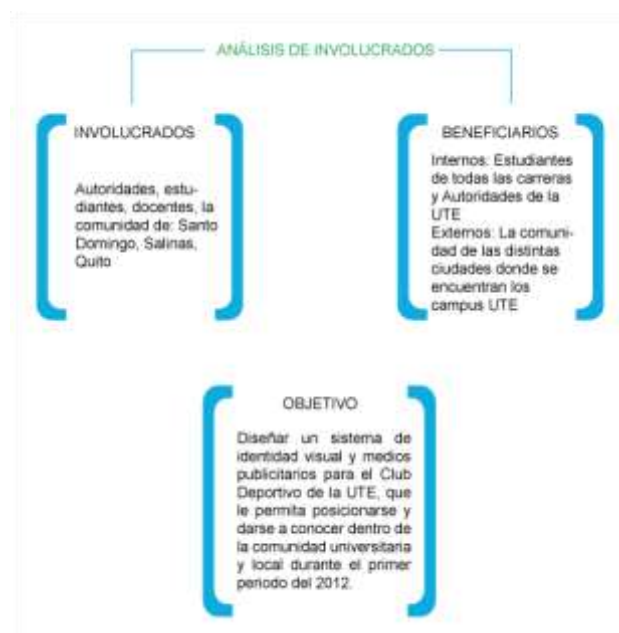 ANÁLISIS DE INVOLUCRADOS
INVOLUCRADOS
Autoridades, estu-
diantes, docentes, la
comunidad de: Santo
Domingo, Salinas,
Quito
BENEFICIARIOS
Internos: Estudiantes
de todas las carreras
y Autoridades de la
UTE
Externos: La comuni-
dad de las distintas
ciudades donde se
encuentran los
campus UTE
OBJETIVO
Diseñar un sistema de
identidad visual y medios
publicitarios para el Club
Deportivo de la UTE, que
le permita posicionarse y
darse a conocer dentro de
la comunidad universitaria
y local durante el primer
periodo del 2012.